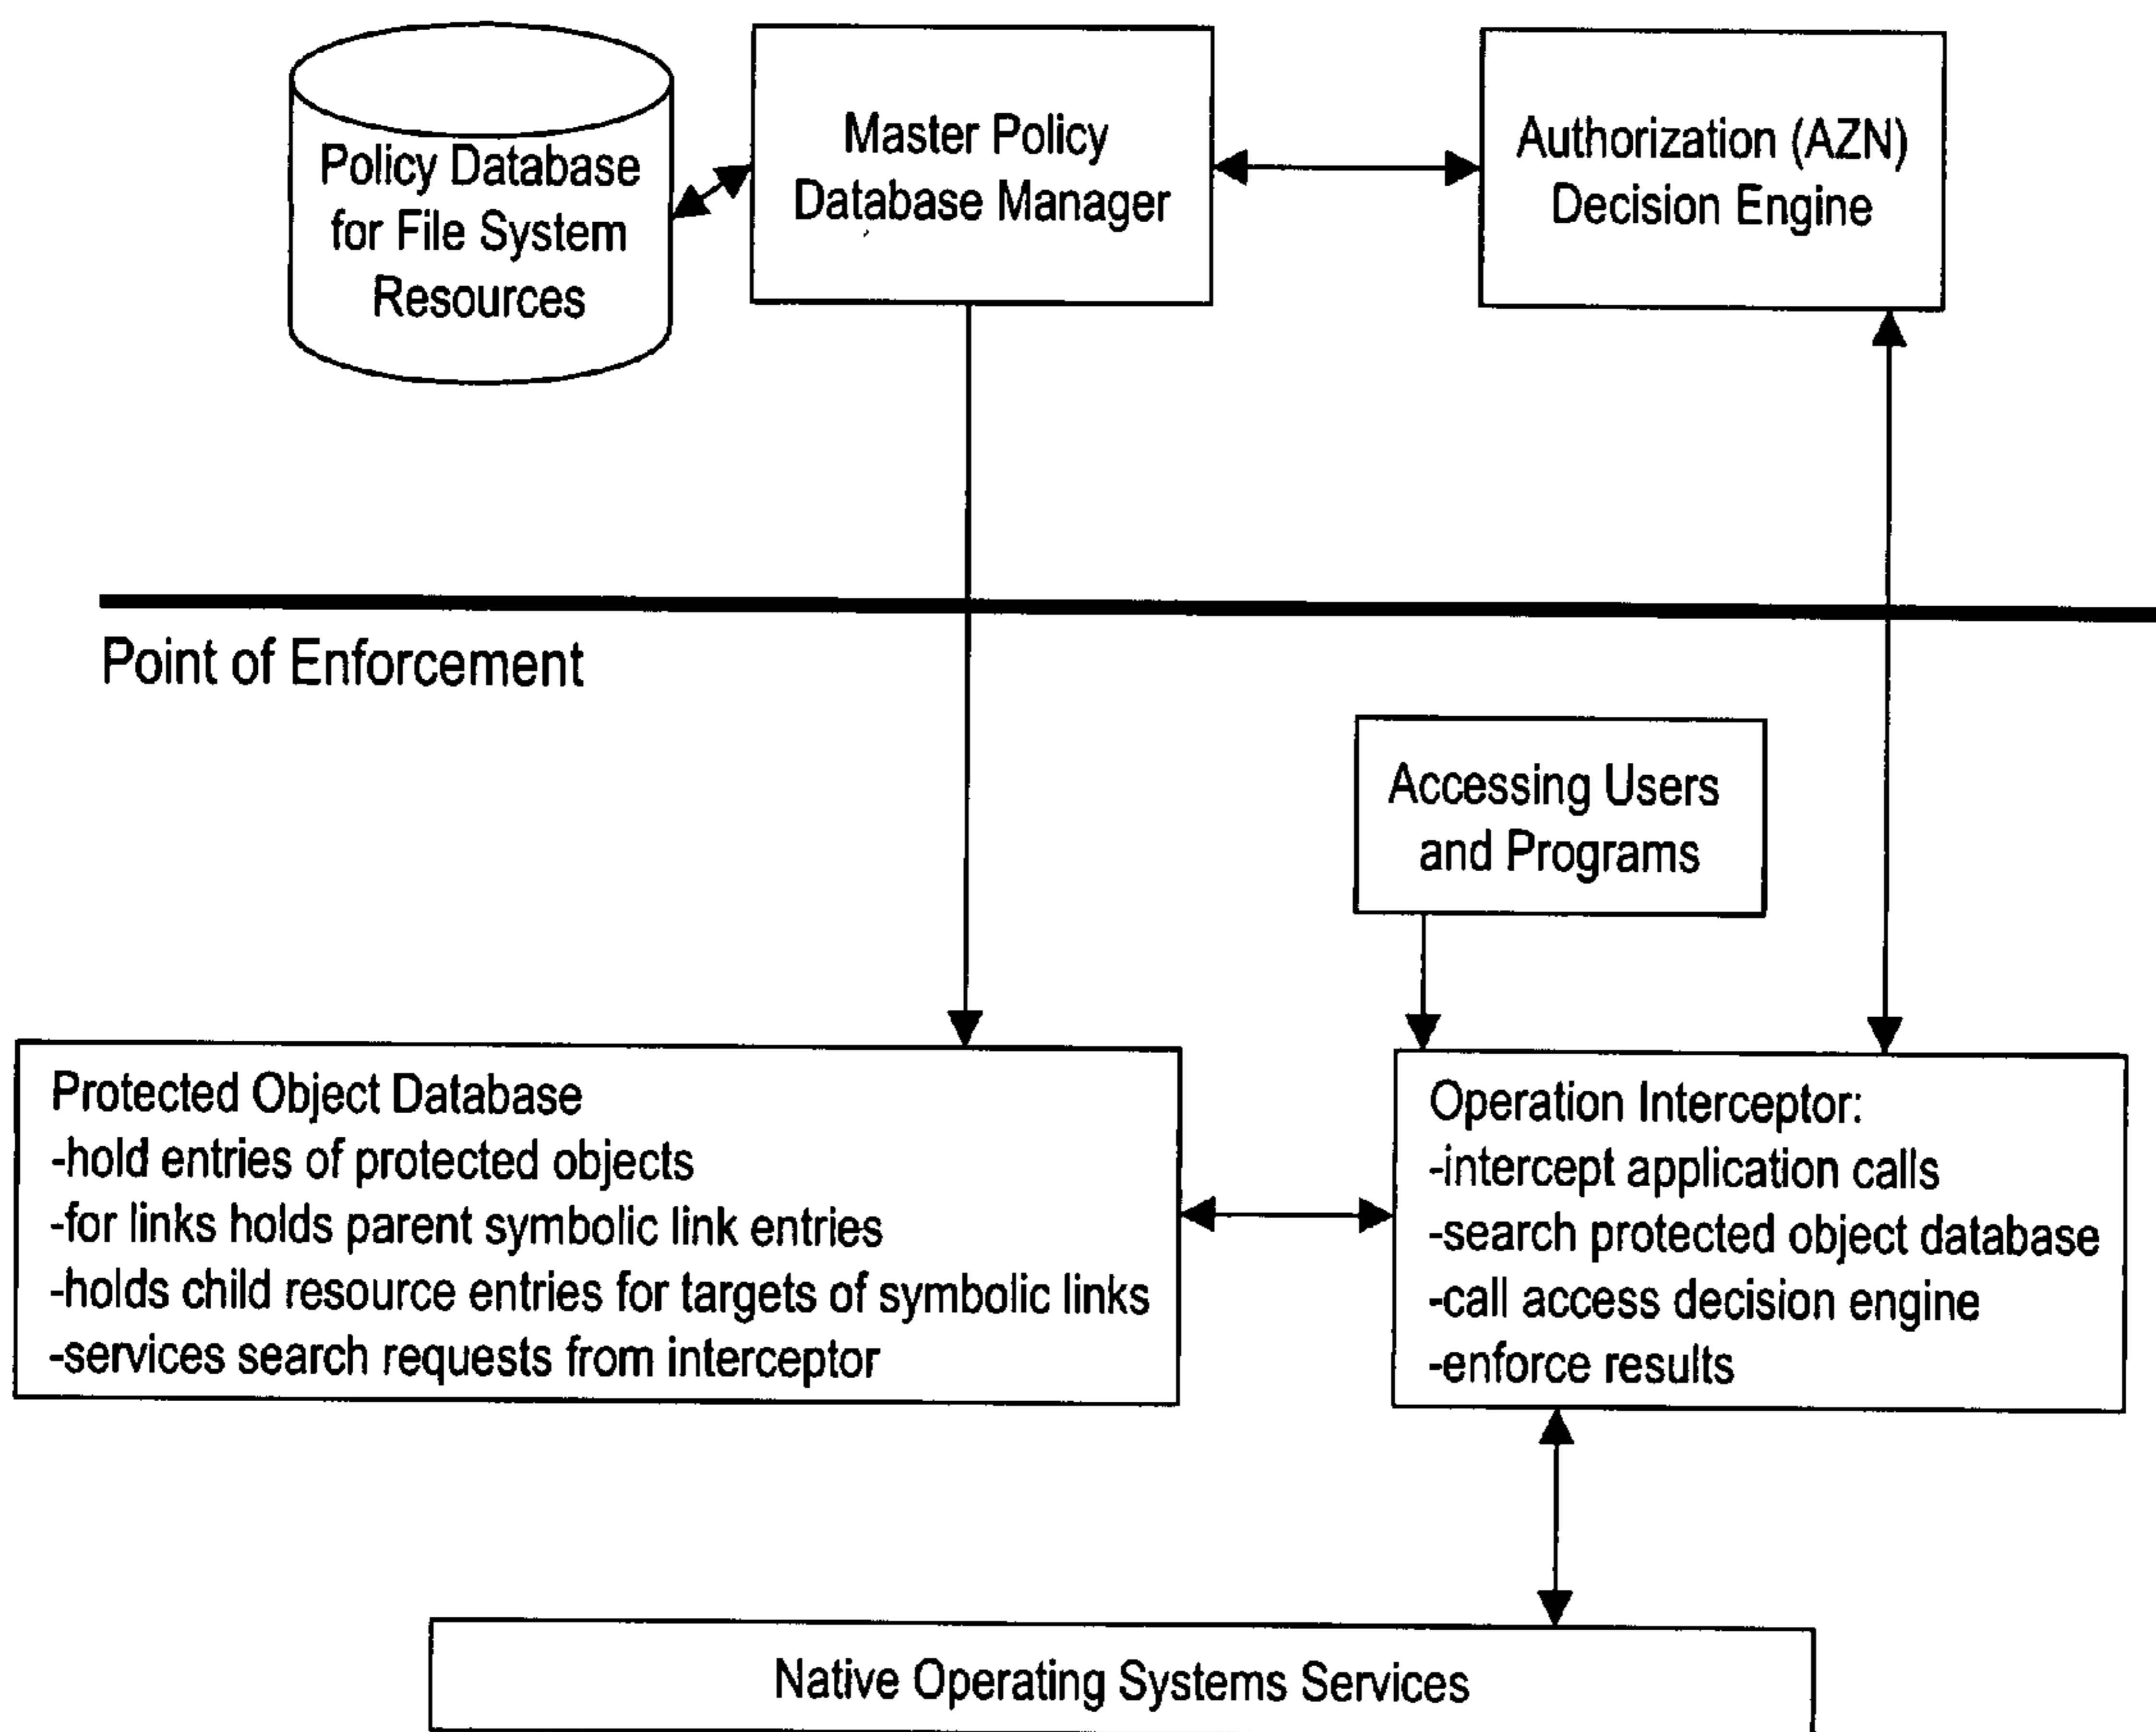 Policy Database
for File System
Resources
Master Policy
Database Manager
Authorization (AZN)
Decision Engine
Point of Enforcement
Accessing Users
and Programs
Protected Object Database
-hold entries of protected objects
-for links holds parent symbolic link entries
-holds child resource entries for targets of symbolic links
-services search requests from interceptor
Operation Interceptor:
-intercept application calls
-search protected object database
-call access decision engine
-enforce results
Native Operating Systems Services